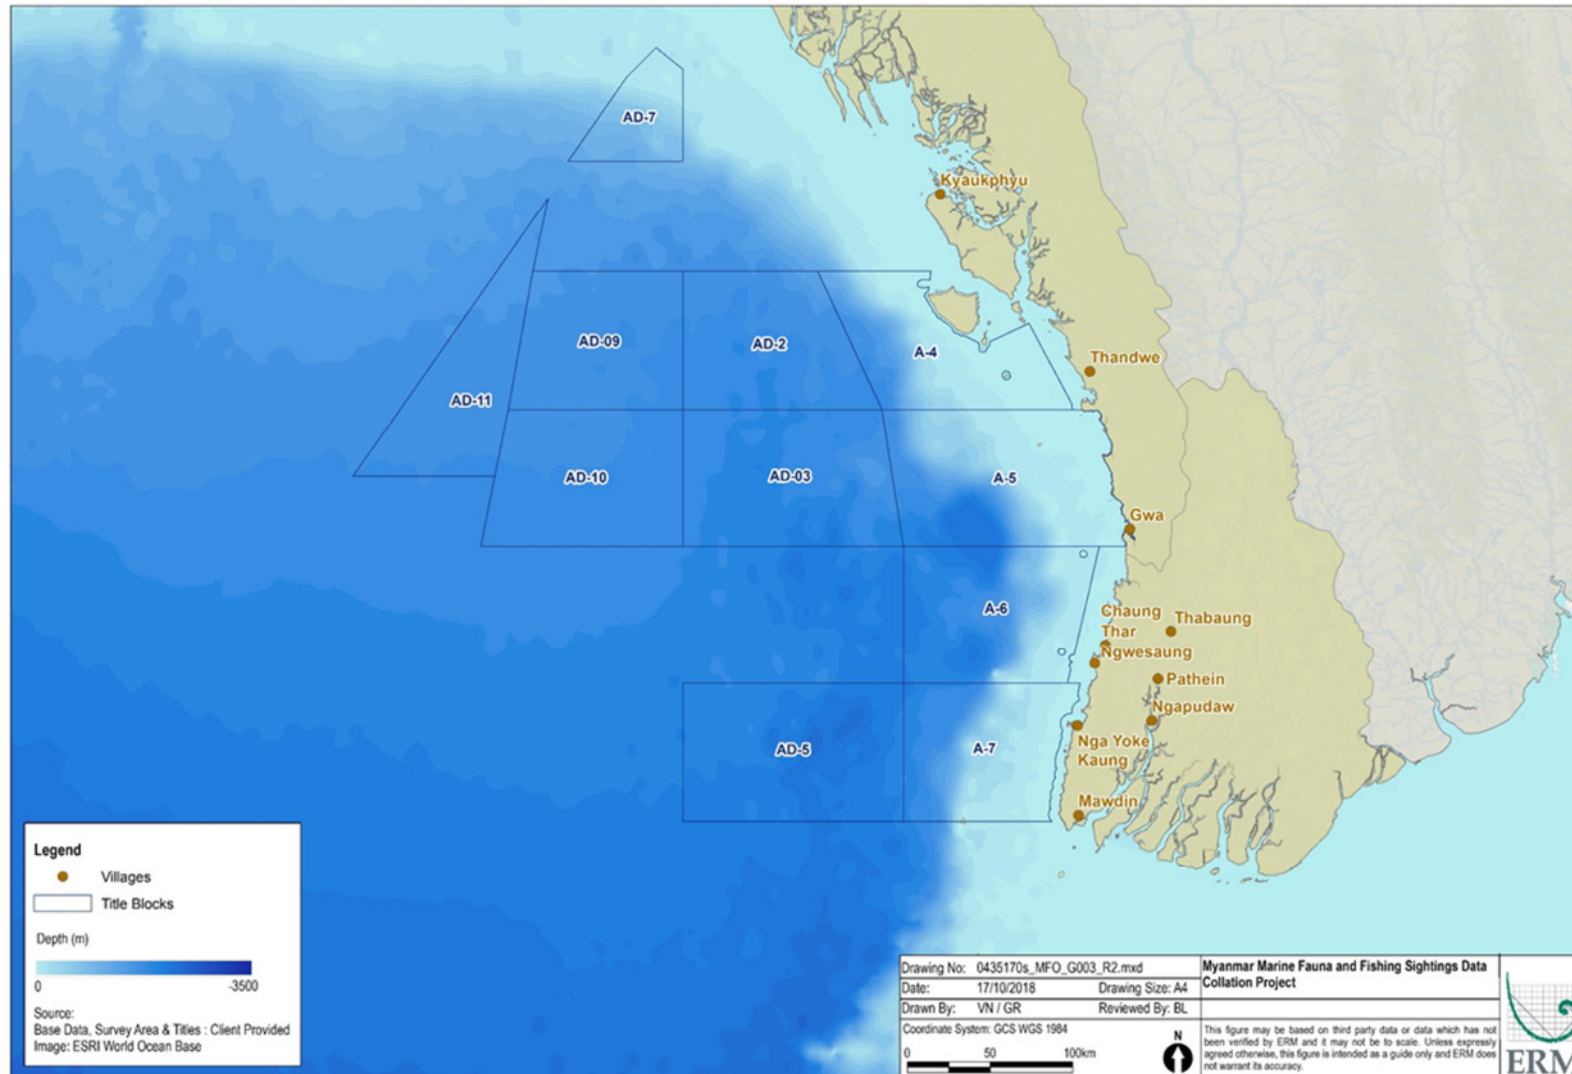 AD-7
Kyaukphyu
AD-09
AD-2
A-4
Thandwe
AD-11
AD-10
AD-03
A-5
Gwa
A-6
Chaung
Thar
Thabaung
Ngwesaung
Pathein
Ngapudaw
AD-5
A-7
Nga Yoke
Kaung
Mawdin
Legend
Villages
Title Blocks
Depth (m)
0
-3500
Source:
Base Data, Survey Area & Titles : Client Provided
Image: ESRI World Ocean Base
Drawing No: 0435170s_MFO_G003_R2.mxd
Date: 17/10/2018 Drawing Size: A4
Drawn By: VN / GR Reviewed By: BL
Coordinate System: GCS WGS 1984
0 50 100km
N
Myanmar Marine Fauna and Fishing Sightings Data
Collation Project
This figure may be based on third party data or data which has not
been verified by ERM and it may not be to scale. Unless expressly
agreed otherwise, this figure is intended as a guide only and ERM does
not warrant its accuracy.
ERM